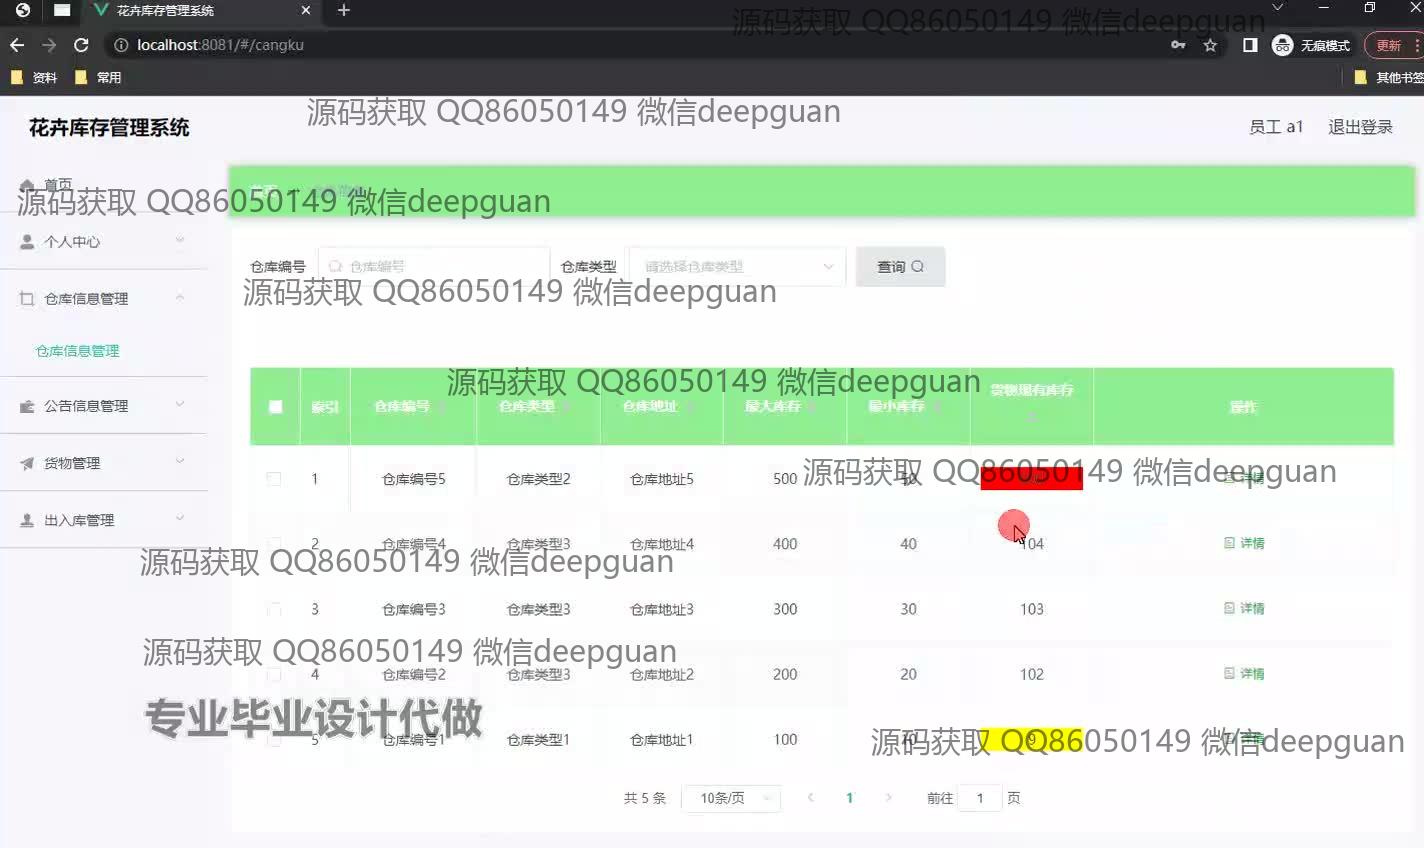 花卉库存管理系统
源码获取 QQ86050149 微信deepguan
localhost:8081/#/cangku
无痕模式
更新
资料
常用
其他书签
花卉库存管理系统
源码获取 QQ86050149 微信deepguan
员工 a1
退出登录
首页
源码获取 QQ86050149 微信deepguan
个人中心
仓库编号
仓库编号
仓库类型
请选择仓库类型
查询
仓库信息管理
源码获取 QQ86050149 微信deepguan
仓库信息管理
源码获取 QQ86050149 微信deepguan
公告信息管理
索引 仓库编号 仓库类型 仓库地址 最大库存 最小库存 货物现有库存 操作
货物管理
源码获取 QQ86050149 微信deepguan
1 仓库编号5 仓库类型2 仓库地址5 500 50 详情
出入库管理
2 仓库编号4 仓库类型3 仓库地址4 400 40 104 详情
源码获取 QQ86050149 微信deepguan
3 仓库编号3 仓库类型3 仓库地址3 300 30 103 详情
源码获取 QQ86050149 微信deepguan
4 仓库编号2 仓库类型3 仓库地址2 200 20 102 详情
专业毕业设计代做
5 仓库编号1 仓库类型1 仓库地址1 100 9 详情
源码获取 QQ86050149 微信deepguan
共 5 条 10条/页 1 前往 1 页